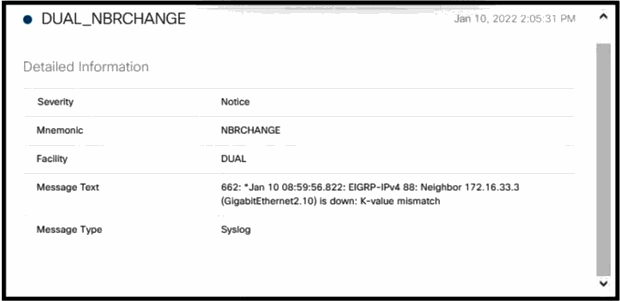 DUAL_NBRCHANGE Jan 10, 2022 2:05:31 PM
Detailed Information
Severity Notice
Mnemonic NBRCHANGE
Facility DUAL
Message Text 662: *Jan 10 08:59:56.822: EIGRP-IPv4 88: Neighbor 172.16.33.3
(GigabitEthernet2.10) is down: K-value mismatch
Message Type Syslog